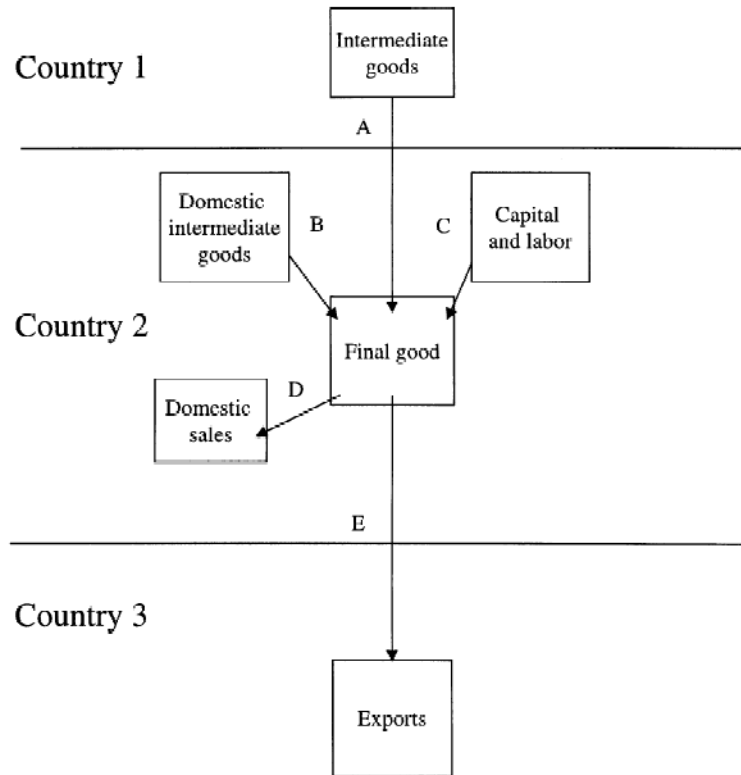 Intermediate
goods
Country 1
A
Domestic
intermediate
goods
B
C
Capital
and labor
Country 2
Final good
D
Domestic
sales
E
Country 3
Exports